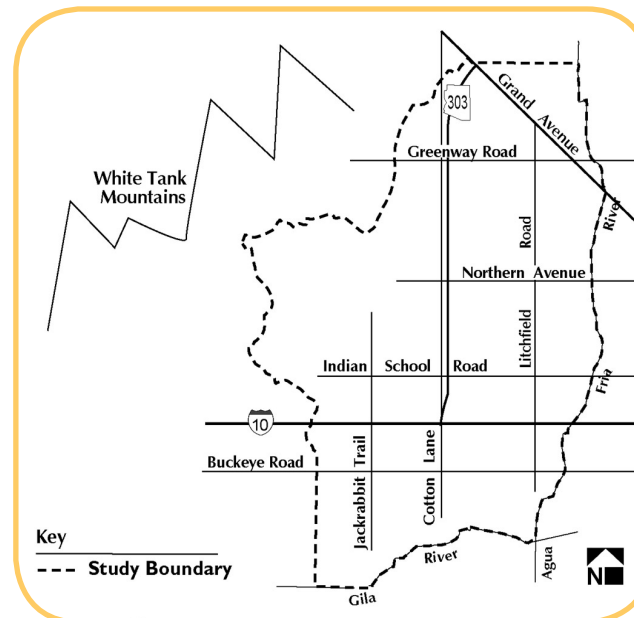 303
Grand Avenue
Greenway Road
White Tank
Mountains
River
Road
Northern Avenue
Litchfield
Indian School Road
Fria
10
Jackrabbit Trail
Cotton Lane
Buckeye Road
Key
Study Boundary
River
Agua
Gila
N